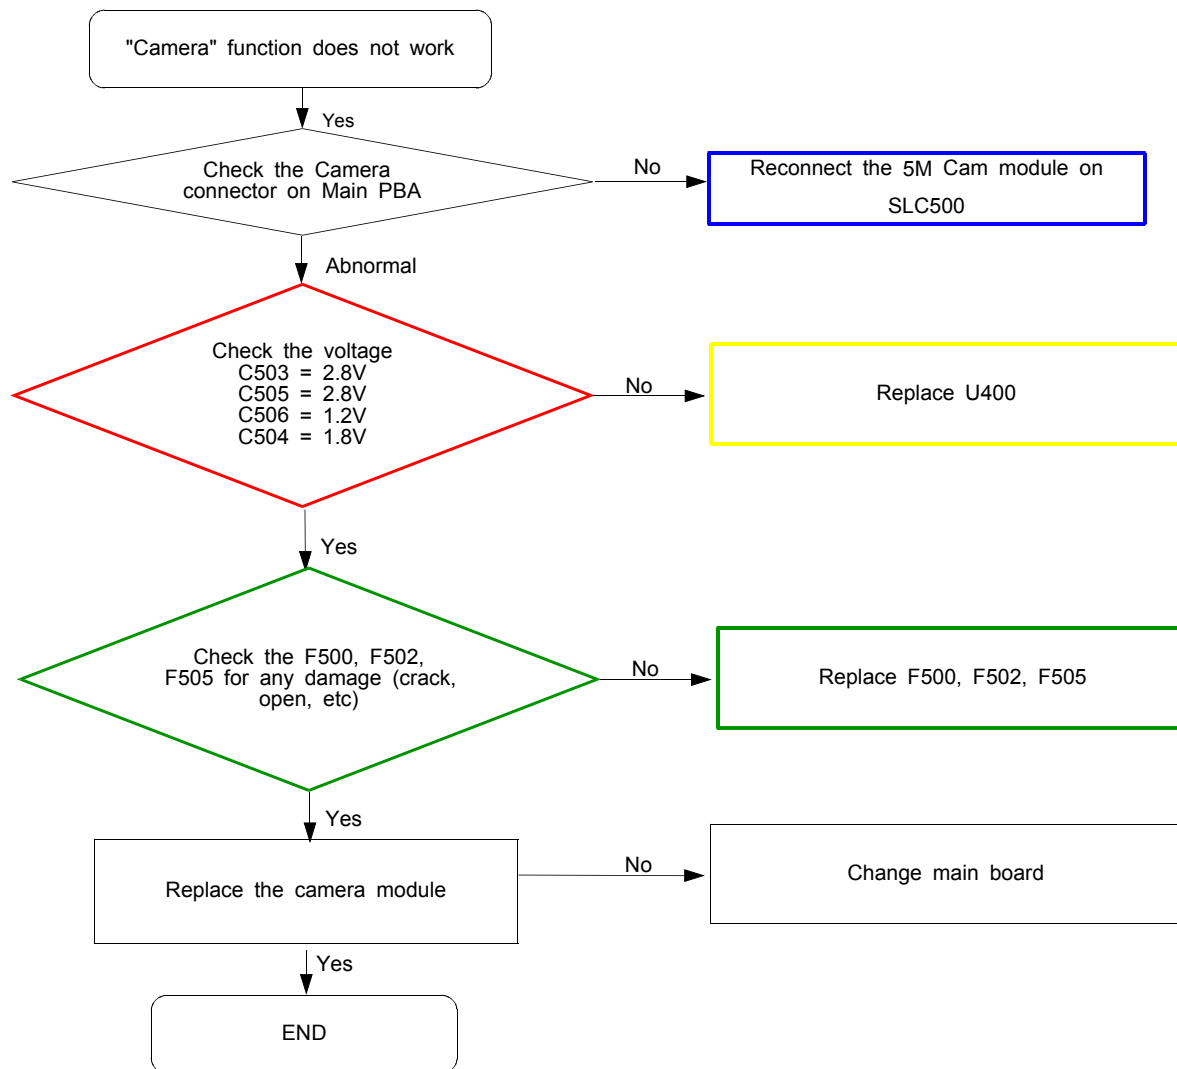 "Camera" function does not work
Yes
Check the Camera
connector on Main PBA
No
Reconnect the 5M Cam module on
SLC500
Abnormal
Check the voltage
C503 = 2.8V
C505 = 2.8V
C506 = 1.2V
C504 = 1.8V
No
Replace U400
Yes
Check the F500, F502,
F505 for any damage (crack,
open, etc)
No
Replace F500, F502, F505
Yes
Replace the camera module
No
Change main board
Yes
END